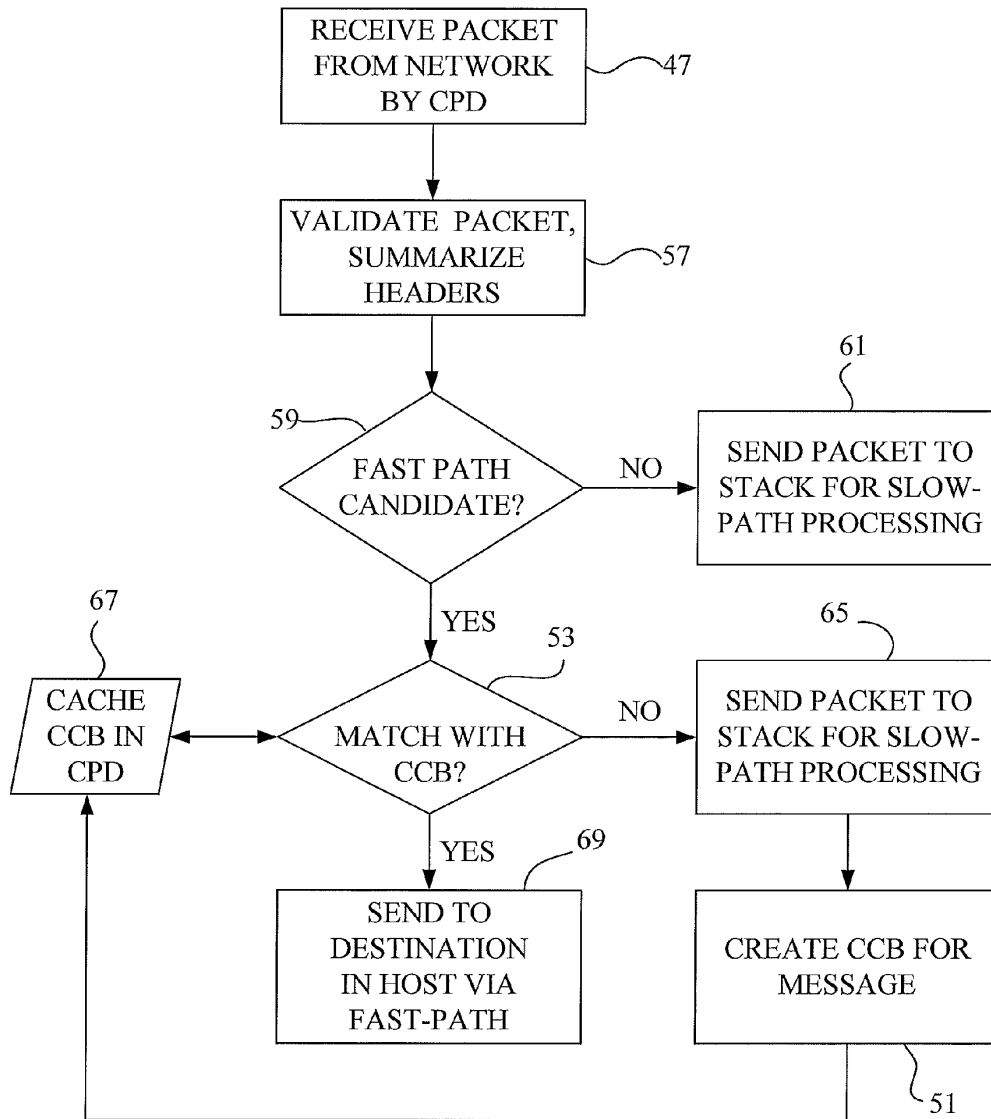 RECEIVE PACKET
FROM NETWORK
BY CPD
47
VALIDATE PACKET,
SUMMARIZE
HEADERS
57
59
FAST PATH
CANDIDATE?
NO
61
SEND PACKET TO
STACK FOR SLOW-
PATH PROCESSING
YES
67
CACHE
CCB IN
CPD
53
MATCH WITH
CCB?
NO
65
SEND PACKET TO
STACK FOR SLOW-
PATH PROCESSING
YES
69
SEND TO
DESTINATION
IN HOST VIA
FAST-PATH
CREATE CCB FOR
MESSAGE
51